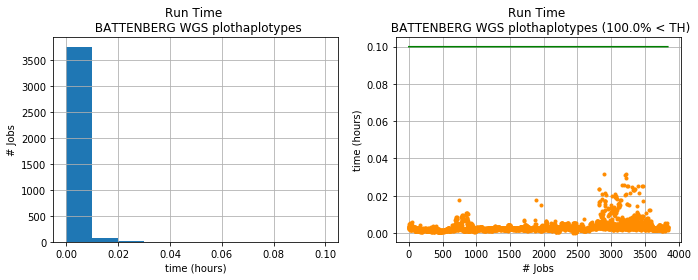 Run Time
BATTENBERG WGS plothaplotypes
3500
3000
2500
2000
1500
1000
500
0
# Jobs
0.00 0.02 0.04 0.06 0.08 0.10
time (hours)
Run Time
BATTENBERG WGS plothaplotypes (100.0% < TH)
0.10
0.08
0.06
0.04
0.02
0.00
time (hours)
0 500 1000 1500 2000 2500 3000 3500 4000
# Jobs